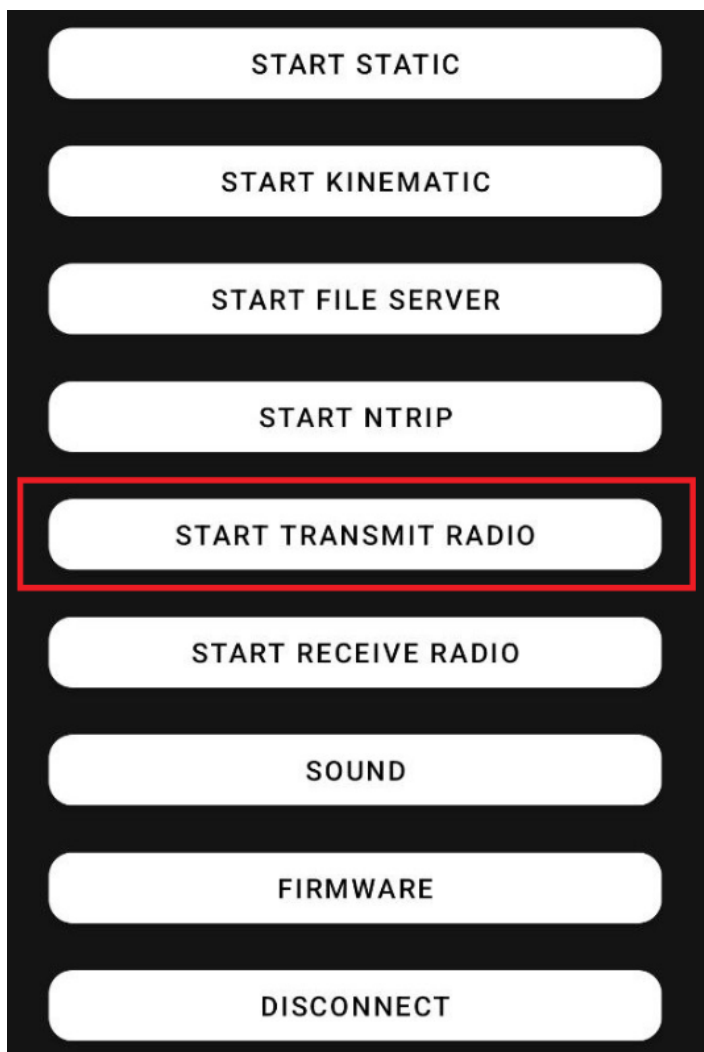 START STATIC
START KINEMATIC
START FILE SERVER
START NTRIP
START TRANSMIT RADIO
START RECEIVE RADIO
SOUND
FIRMWARE
DISCONNECT